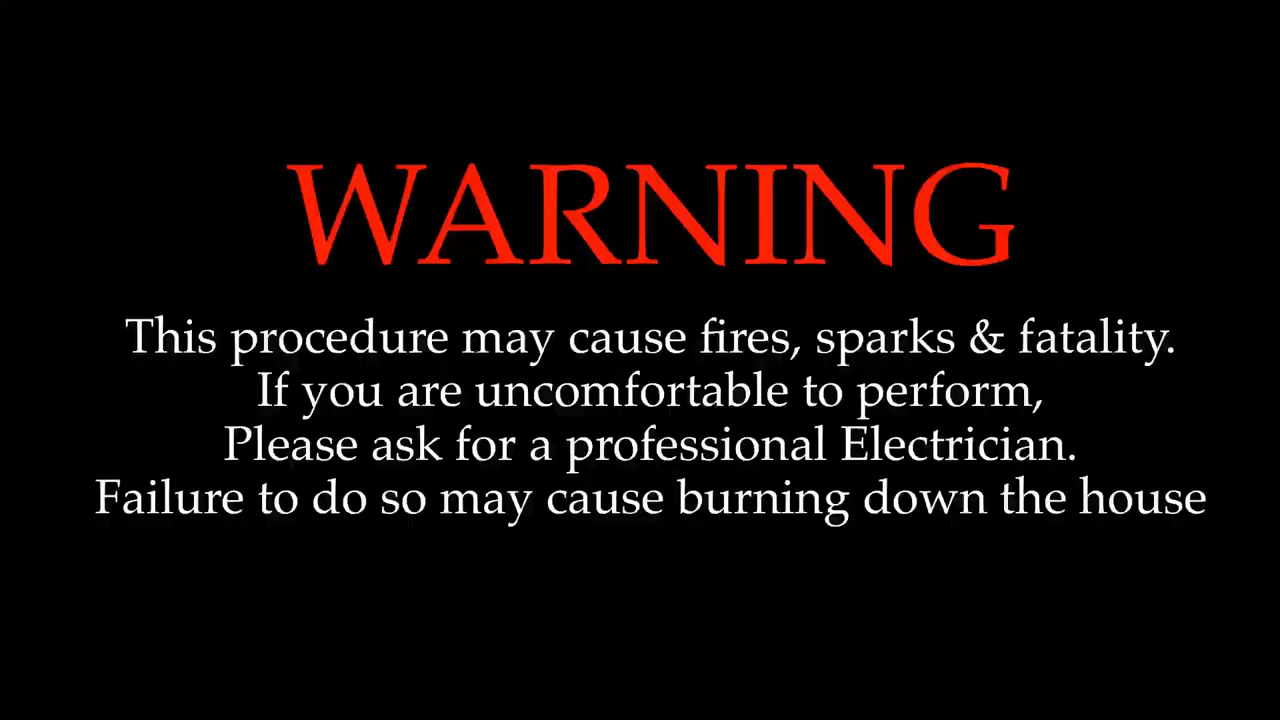 WARNING
This procedure may cause fires, sparks & fatality.
If you are uncomfortable to perform,
Please ask for a professional Electrician.
Failure to do so may cause burning down the house